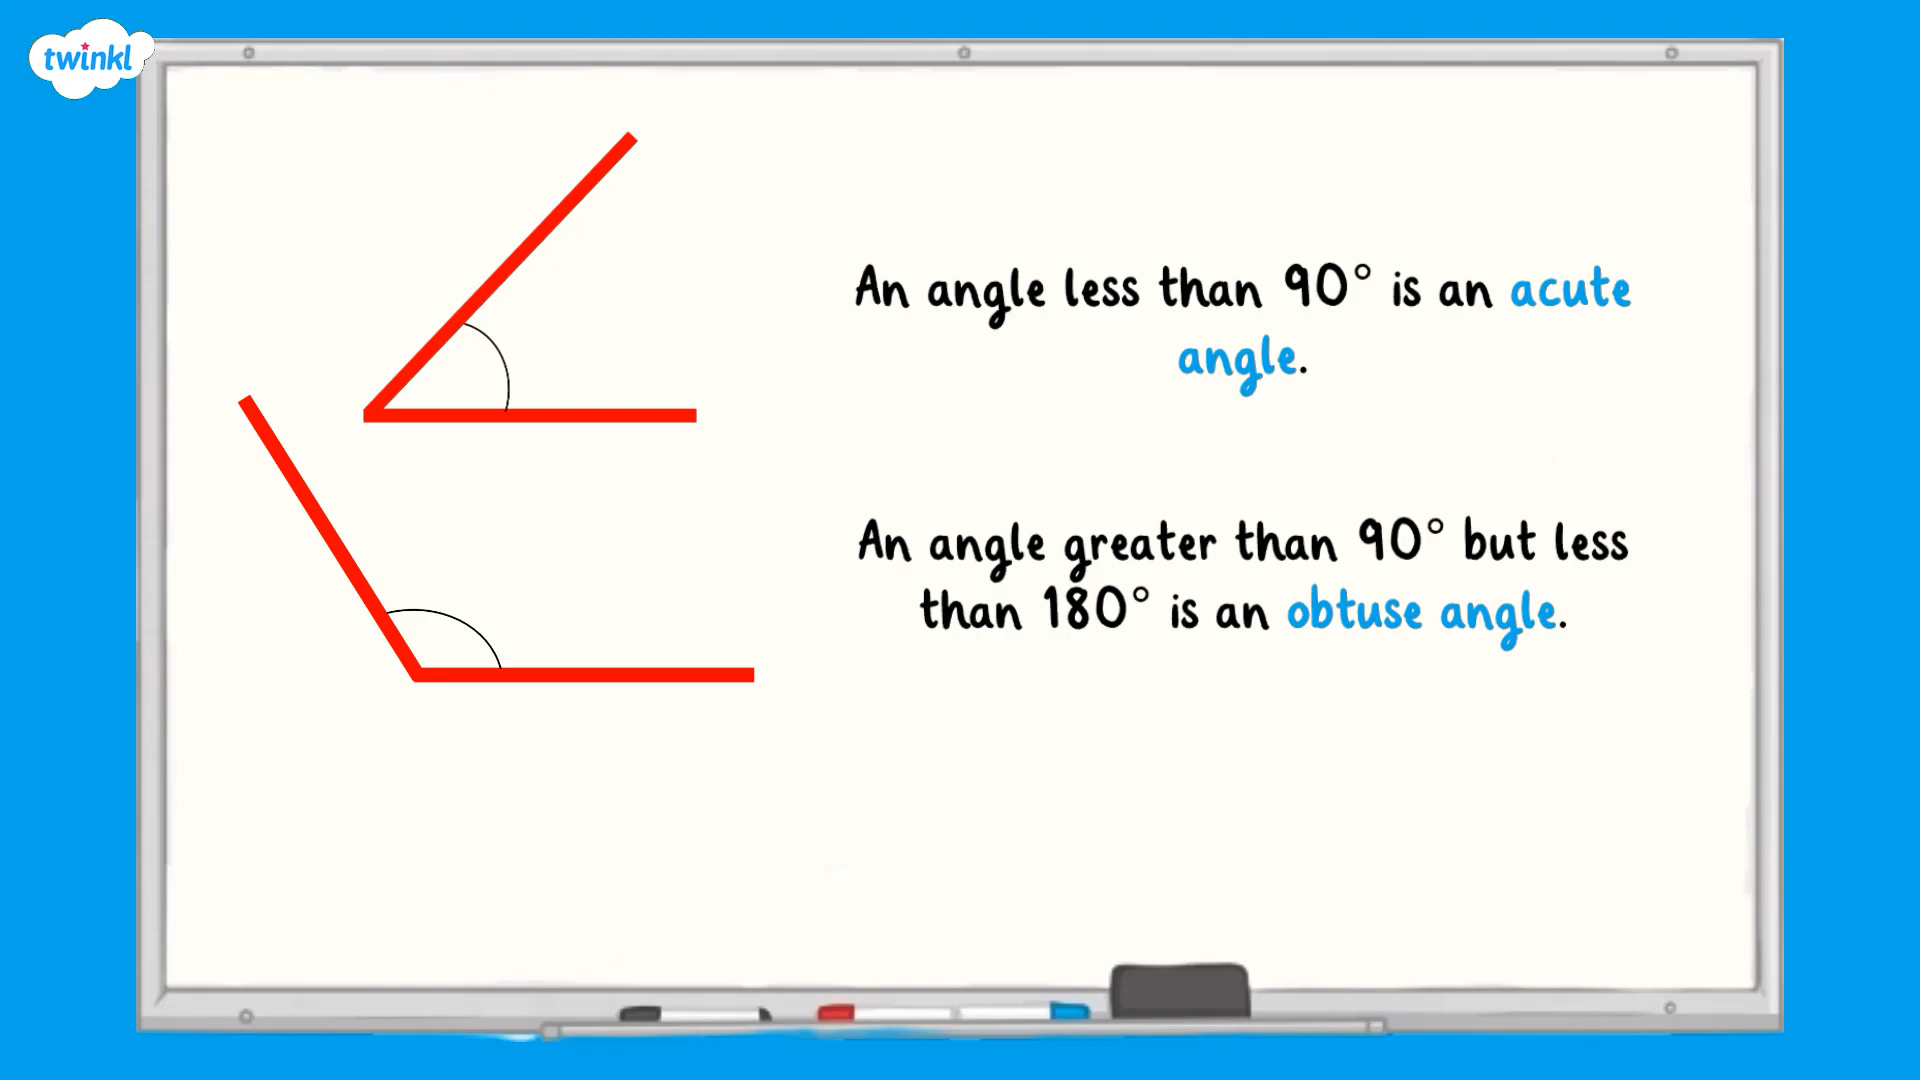 twinkl
An angle less than 90° is an acute
angle.
An angle greater than 90° but less
than 180° is an obtuse angle.